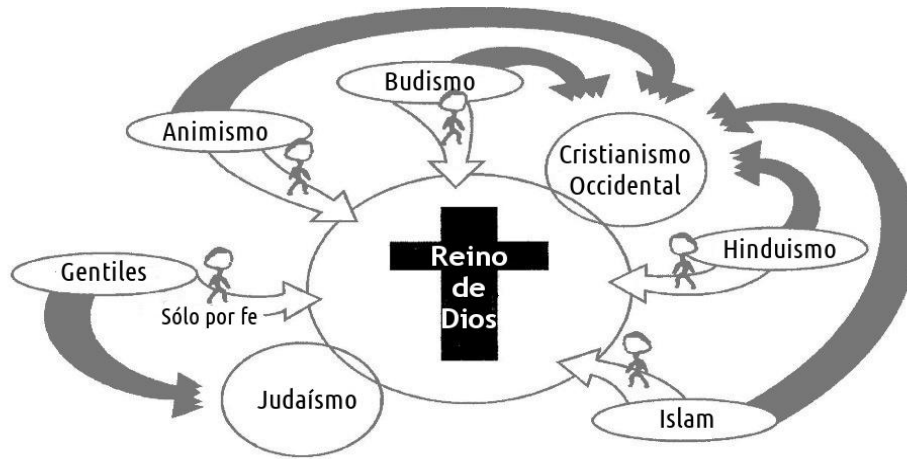 Budismo
Animismo
Cristianismo
Occidental
Reino
de
Dios
Hinduismo
Gentiles
Sólo por fe
Judaísmo
Islam